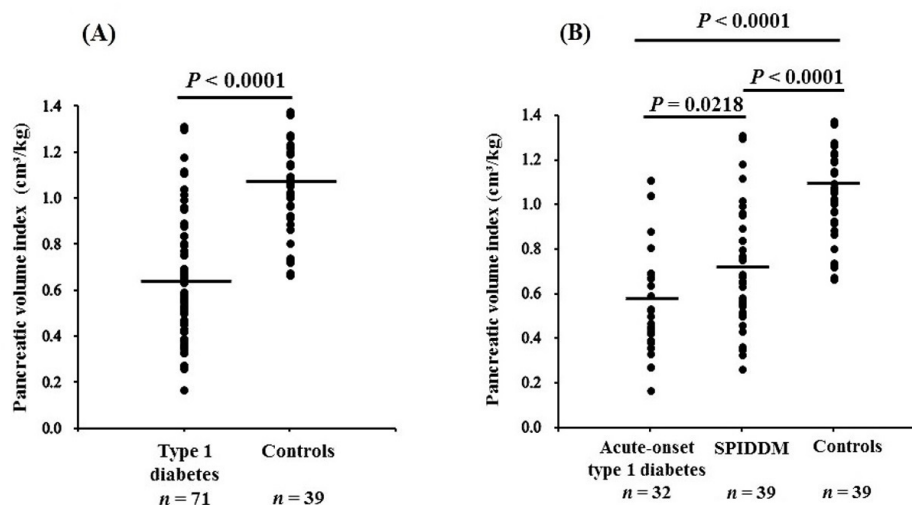 (A)
P < 0.0001
Pancreatic volume index (cm³/kg)
1.4
1.2
1.0
0.8
0.6
0.4
0.2
0.0
Type 1 Controls
diabetes
n = 71 n = 39
(B)
P < 0.0001
P < 0.0001
P = 0.0218
Pancreatic volume index (cm³/kg)
1.4
1.2
1.0
0.8
0.6
0.4
0.2
0.0
Acute-onset SPIDDM Controls
type 1 diabetes
n = 32 n = 39 n = 39